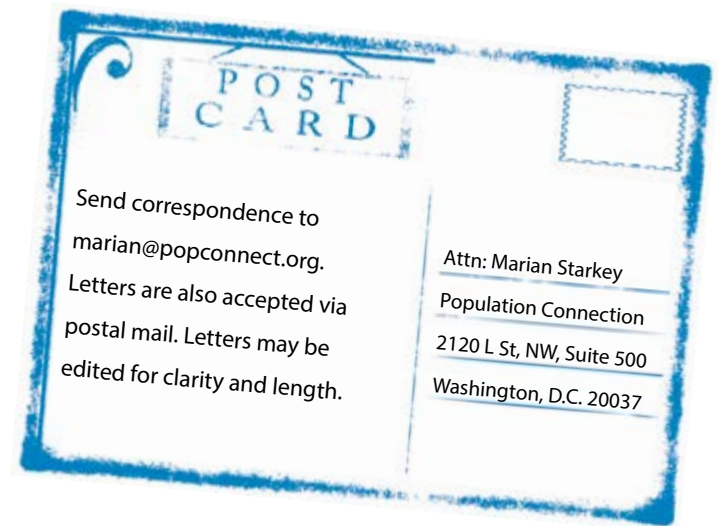 POST
CARD
Send correspondence to
marian@popconnect.org.
Letters are also accepted via
postal mail. Letters may be
edited for clarity and length.
Attn: Marian Starkey
Population Connection
2120 L St, NW, Suite 500
Washington, D.C. 20037